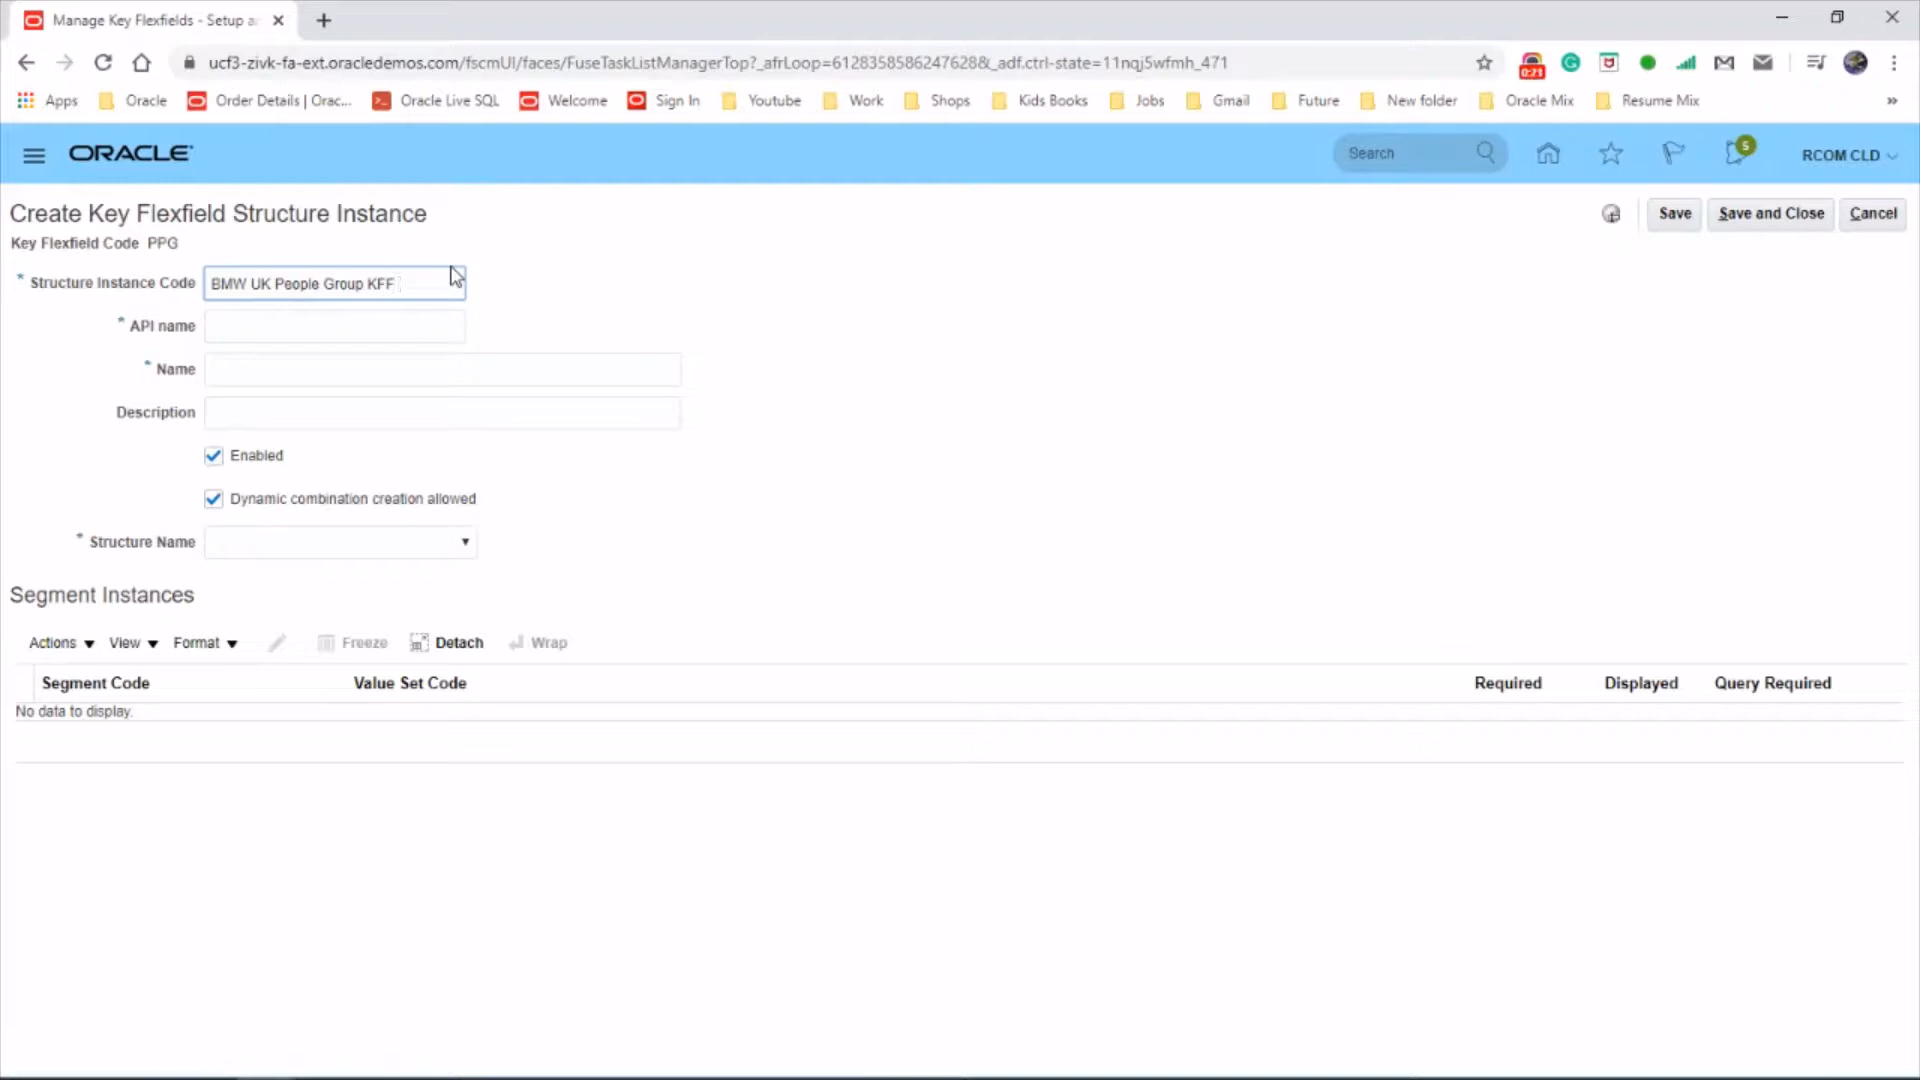 Manage Key Flexfields - Setup a
ucf3-zivk-fa-ext.oracledemos.com/fscmUI/faces/FuseTaskListManagerTop?_afrLoop=6128358586247628&_adf.ctrl-state=11nqj5wfmh_471
0:21
Apps Oracle Order Details | Orac... Oracle Live SQL Welcome Sign In Youtube Work Shops Kids Books Jobs Gmail Future New folder Oracle Mix Resume Mix »
ORACLE Search 5 RCOM CLD
Create Key Flexfield Structure Instance Save Save and Close Cancel
Key Flexfield Code PPG
* Structure Instance Code BMW UK People Group KFF
* API name
* Name
Description
Enabled
Dynamic combination creation allowed
* Structure Name
Segment Instances
Actions View Format Freeze Detach Wrap
Segment Code Value Set Code Required Displayed Query Required
No data to display.